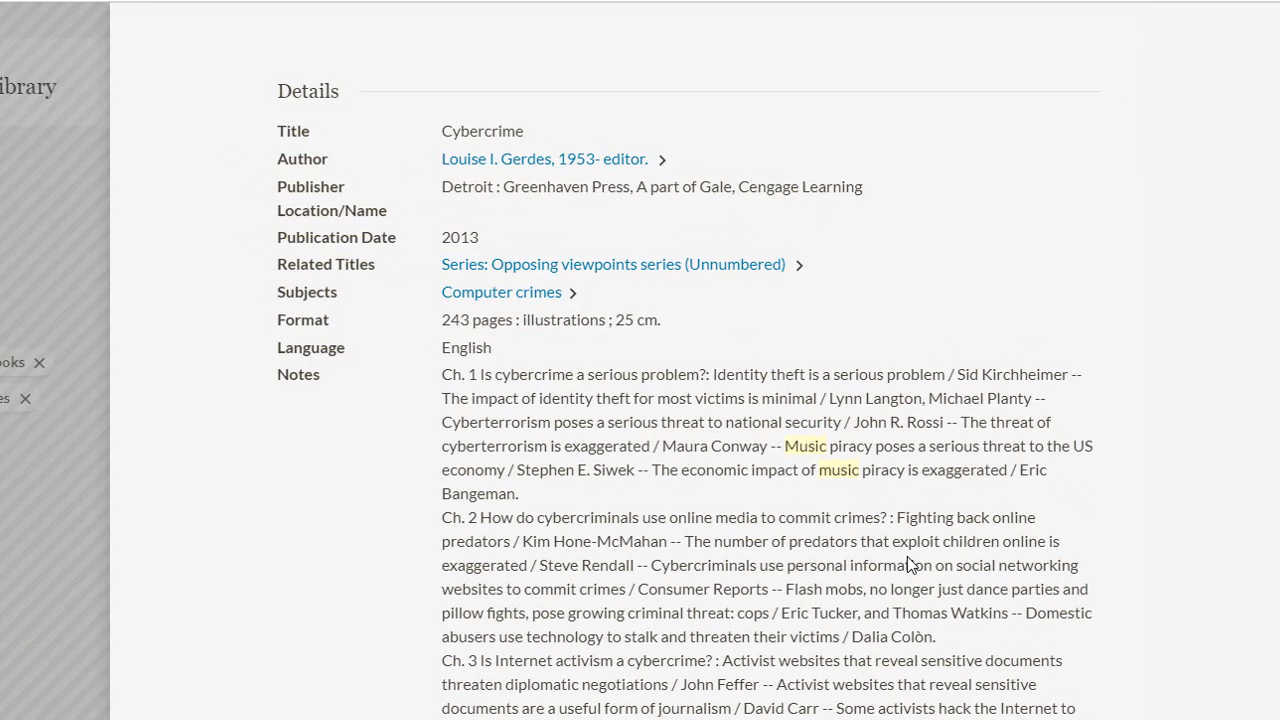 ibrary
Details
Title Cybercrime
Author Louise I. Gerdes, 1953- editor.
Publisher Detroit : Greenhaven Press, A part of Gale, Cengage Learning
Location/Name
Publication Date 2013
Related Titles Series: Opposing viewpoints series (Unnumbered)
Subjects Computer crimes
Format 243 pages : illustrations ; 25 cm.
Language English
ooks
es
Notes Ch. 1 Is cybercrime a serious problem?: Identity theft is a serious problem / Sid Kirchheimer --
The impact of identity theft for most victims is minimal / Lynn Langton, Michael Planty --
Cyberterrorism poses a serious threat to national security / John R. Rossi -- The threat of
cyberterrorism is exaggerated / Maura Conway -- Music piracy poses a serious threat to the US
economy / Stephen E. Siwek -- The economic impact of music piracy is exaggerated / Eric
Bangeman.
Ch. 2 How do cybercriminals use online media to commit crimes? : Fighting back online
predators / Kim Hone-McMahan -- The number of predators that exploit children online is
exaggerated / Steve Rendall -- Cybercriminals use personal information on social networking
websites to commit crimes / Consumer Reports -- Flash mobs, no longer just dance parties and
pillow fights, pose growing criminal threat: cops / Eric Tucker, and Thomas Watkins -- Domestic
abusers use technology to stalk and threaten their victims / Dalia Colòn.
Ch. 3 Is Internet activism a cybercrime? : Activist websites that reveal sensitive documents
threaten diplomatic negotiations / John Feffer -- Activist websites that reveal sensitive
documents are a useful form of journalism / David Carr -- Some activists hack the Internet to